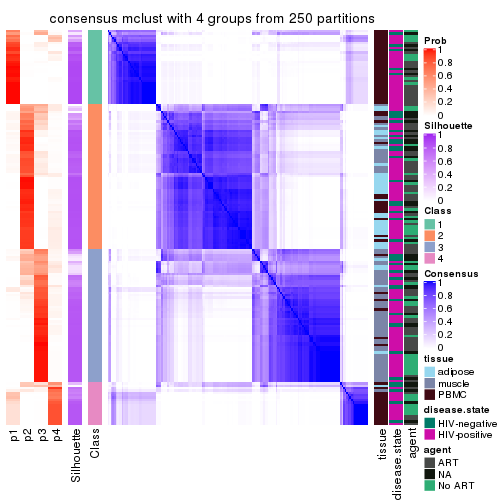 consensus mclust with 4 groups from 250 partitions
Prob
1
0.8
0.6
0.4
0.2
0
Silhouette
1
0.8
0.6
0.4
0.2
0
Class
1
2
3
4
Consensus
1
0.8
0.6
0.4
0.2
0
tissue
adipose
muscle
PBMC
disease.state
HIV-negative
HIV-positive
agent
ART
NA
No ART
p1
p2
p3
p4
Silhouette
Class
tissue
disease.state
agent